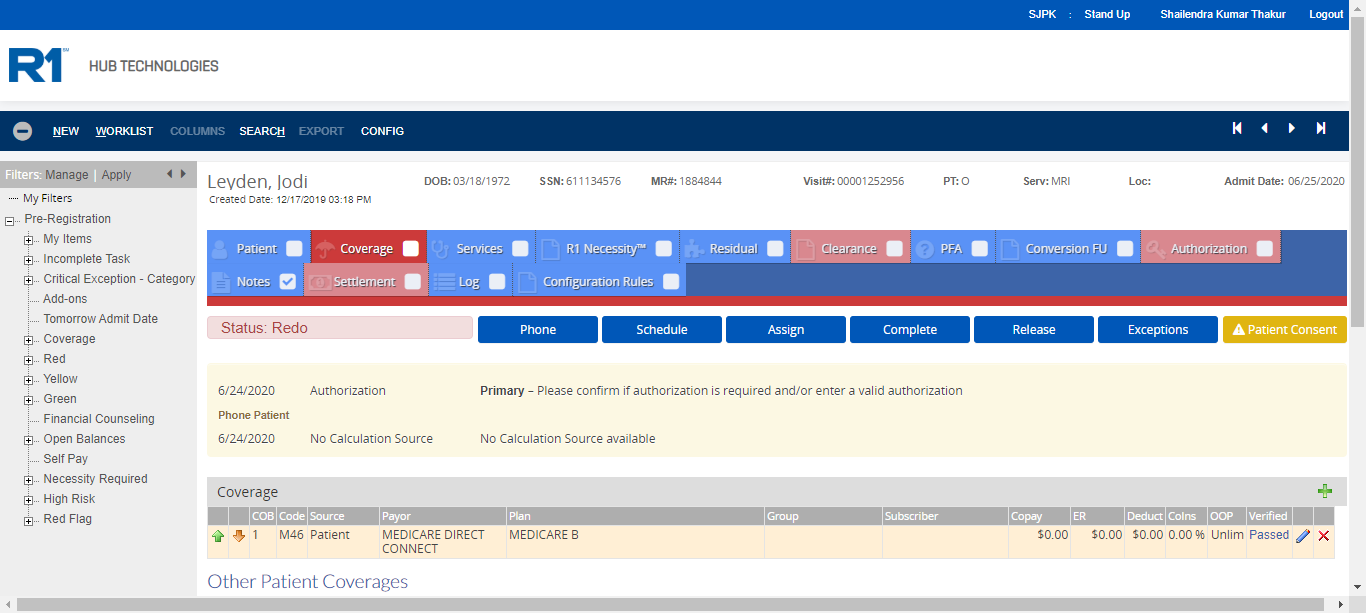 SJPK : Stand Up Shailendra Kumar Thakur Logout
R1 HUB TECHNOLOGIES
NEW WORKLIST COLUMNS SEARCH EXPORT CONFIG
Filters: Manage | Apply
My Filters
Pre-Registration
My Items
Incomplete Task
Critical Exception - Category
Add-ons
Tomorrow Admit Date
Coverage
Red
Yellow
Green
Financial Counseling
Open Balances
Self Pay
Necessity Required
High Risk
Red Flag
Leyden, Jodi DOB: 03/18/1972 SSN: 611134576 MR#: 1884844 Visit#: 00001252956 PT: O Serv: MRI Loc: Admit Date: 06/25/2020
Created Date: 12/17/2019 03:18 PM
Patient Coverage Services R1 Necessity™ Residual Clearance PFA Conversion FU Authorization
Notes Settlement Log Configuration Rules
Status: Redo Phone Schedule Assign Complete Release Exceptions Patient Consent
6/24/2020 Authorization Primary – Please confirm if authorization is required and/or enter a valid authorization
Phone Patient
6/24/2020 No Calculation Source No Calculation Source available
Coverage
COB Code Source Payor Plan Group Subscriber Copay ER Deduct CoIns OOP Verified
1 M46 Patient MEDICARE DIRECT MEDICARE B $0.00 $0.00 $0.00 0.00 % Unlim Passed
CONNECT
Other Patient Coverages